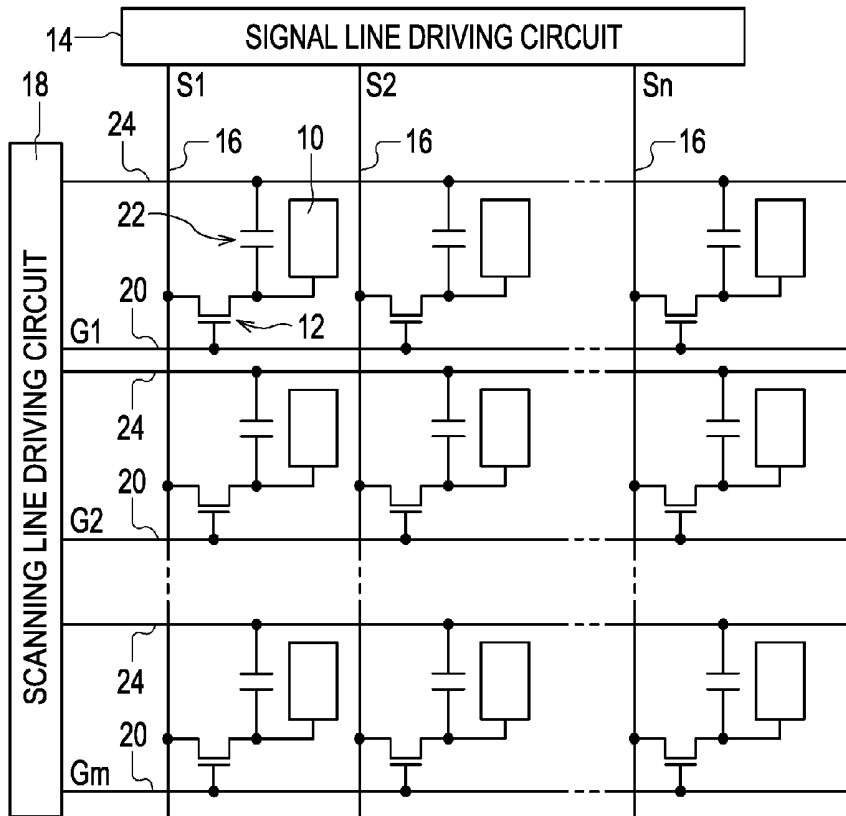 14
SIGNAL LINE DRIVING CIRCUIT
S1
S2
Sn
18
24
16
10
16
16
22
20
12
G1
24
20
G2
SCANNING LINE DRIVING CIRCUIT
24
20
Gm